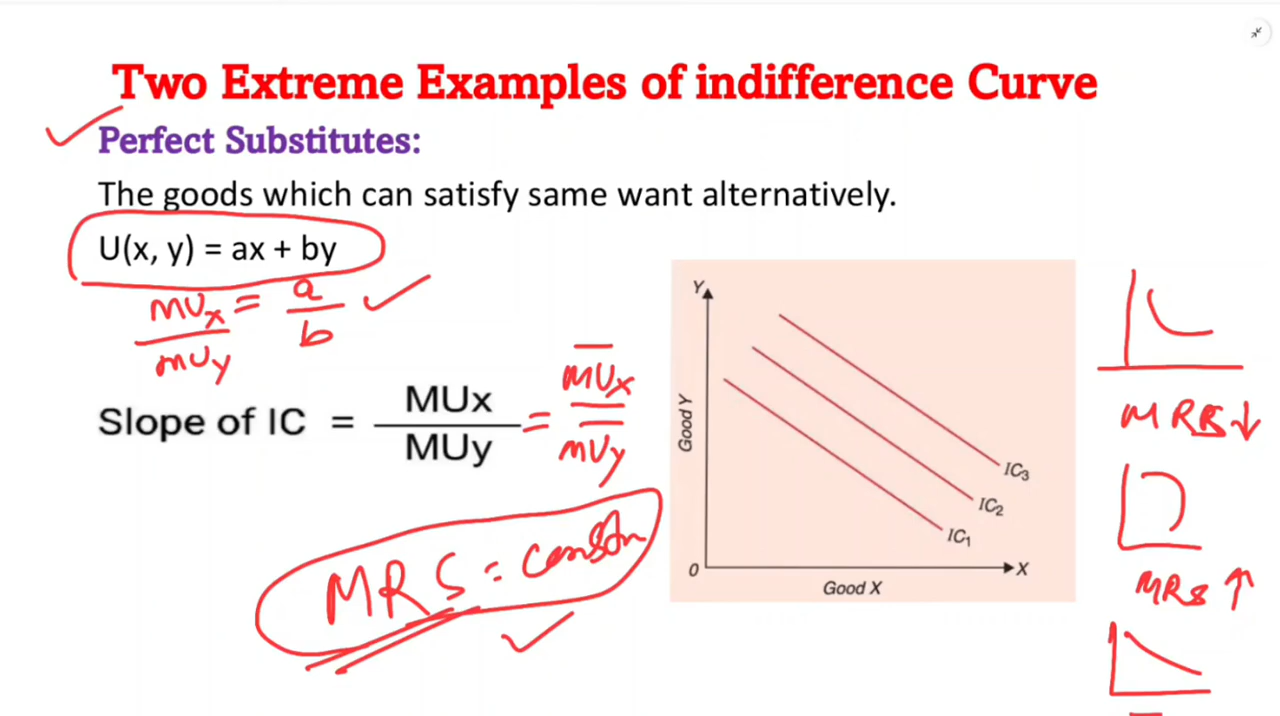 Two Extreme Examples of indifference Curve
Perfect Substitutes:
The goods which can satisfy same want alternatively.
U(x, y) = ax + by
MUx = a
MUy b
Slope of IC = MUx = MUx
MUy MUy
MRS = constn
Y
Good Y
IC3
IC2
IC1
0
X
Good X
MRS ↓
MRS ↑